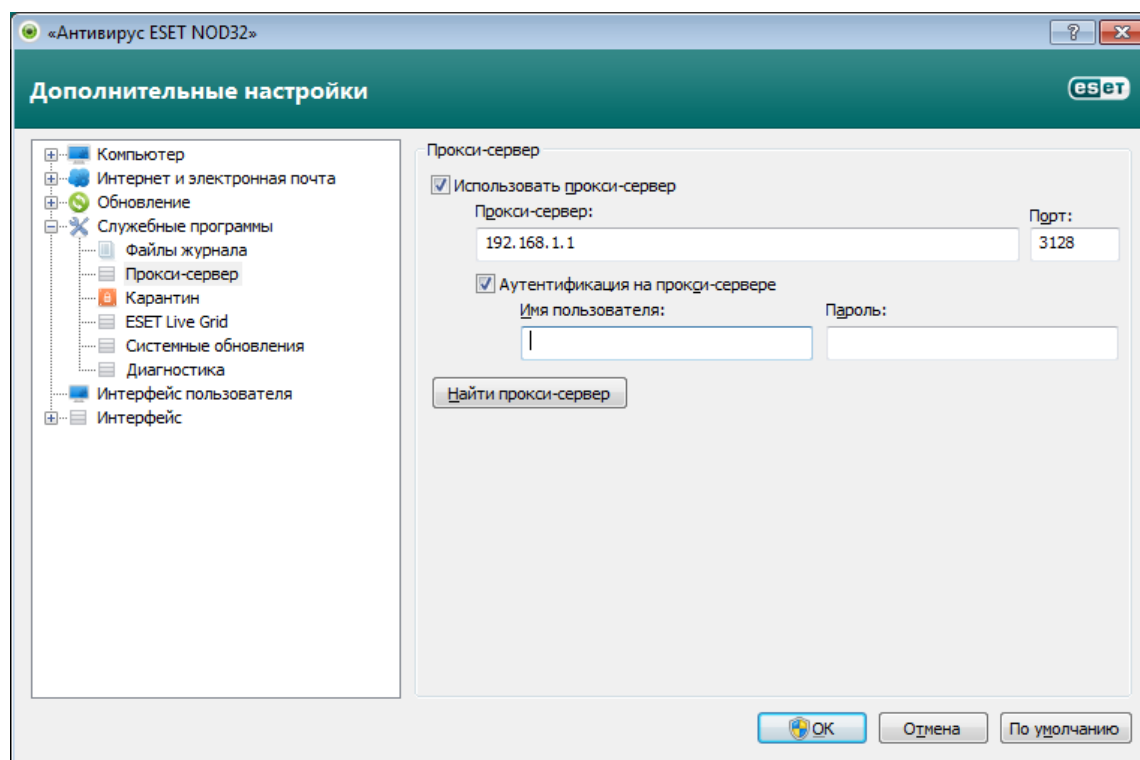 «Антивирус ESET NOD32»
?
Дополнительные настройки
eset
Компьютер
Интернет и электронная почта
Обновление
Служебные программы
Файлы журнала
Прокси-сервер
Карантин
ESET Live Grid
Системные обновления
Диагностика
Интерфейс пользователя
Интерфейс
Прокси-сервер
Использовать прокси-сервер
Прокси-сервер: Порт:
192.168.1.1 3128
Аутентификация на прокси-сервере
Имя пользователя: Пароль:
Найти прокси-сервер
OK Отмена По умолчанию